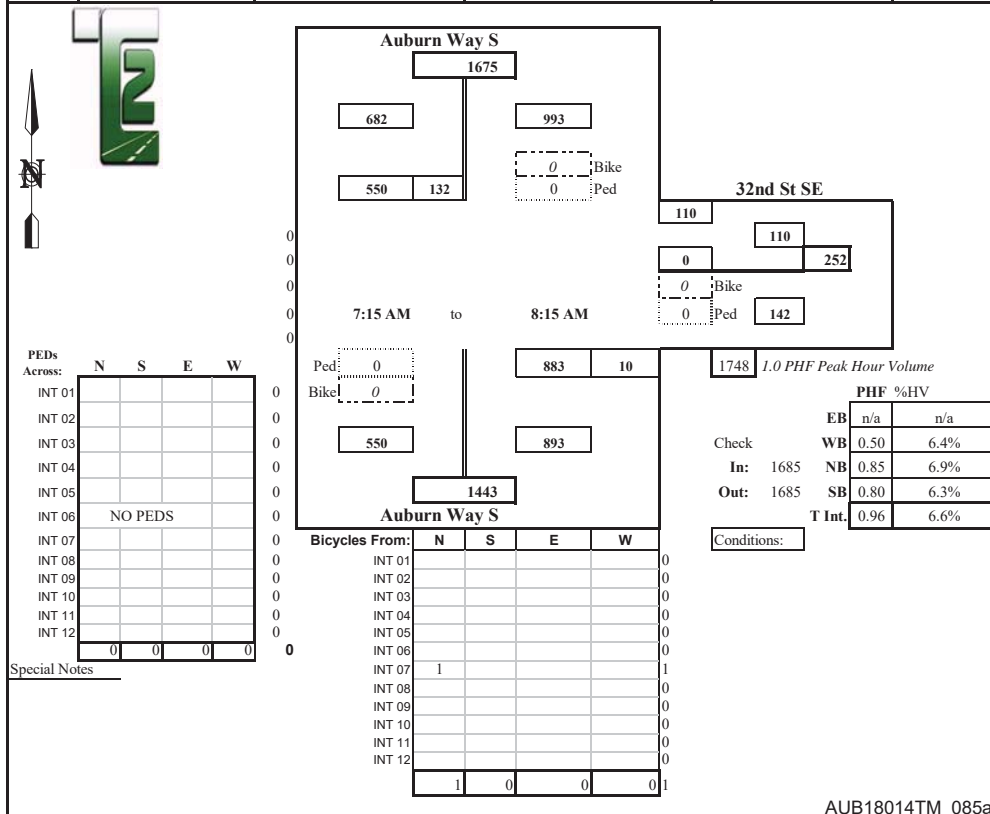 T2
N
Auburn Way S
1675
682 993
0 Bike
550 132 0 Ped
32nd St SE
110
0 110
0 0 252
0 0 Bike
0 7:15 AM to 8:15 AM 0 Ped 142
0
PEDs
Across: N S E W
Ped 0 883 10 1748 1.0 PHF Peak Hour Volume
Bike 0
PHF %HV
EB n/a n/a
550 893 Check WB 0.50 6.4%
In: 1685 NB 0.85 6.9%
1443 Out: 1685 SB 0.80 6.3%
Auburn Way S T Int. 0.96 6.6%
Conditions:
INT 01 0
INT 02 0
INT 03 0
INT 04 0
INT 05 0
INT 06 NO PEDS 0
INT 07 0
INT 08 0
INT 09 0
INT 10 0
INT 11 0
INT 12 0
0 0 0 0 0
Special Notes
Bicycles From: N S E W
INT 01 0
INT 02 0
INT 03 0
INT 04 0
INT 05 0
INT 06 0
INT 07 1 1
INT 08 0
INT 09 0
INT 10 0
INT 11 0
INT 12 0
1 0 0 0 1
AUB18014TM_085a